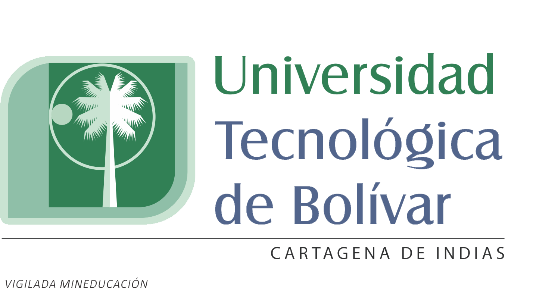 Universidad
Tecnológica
de Bolívar
CARTAGENA DE INDIAS
VIGILADA MINEDUCACIÓN